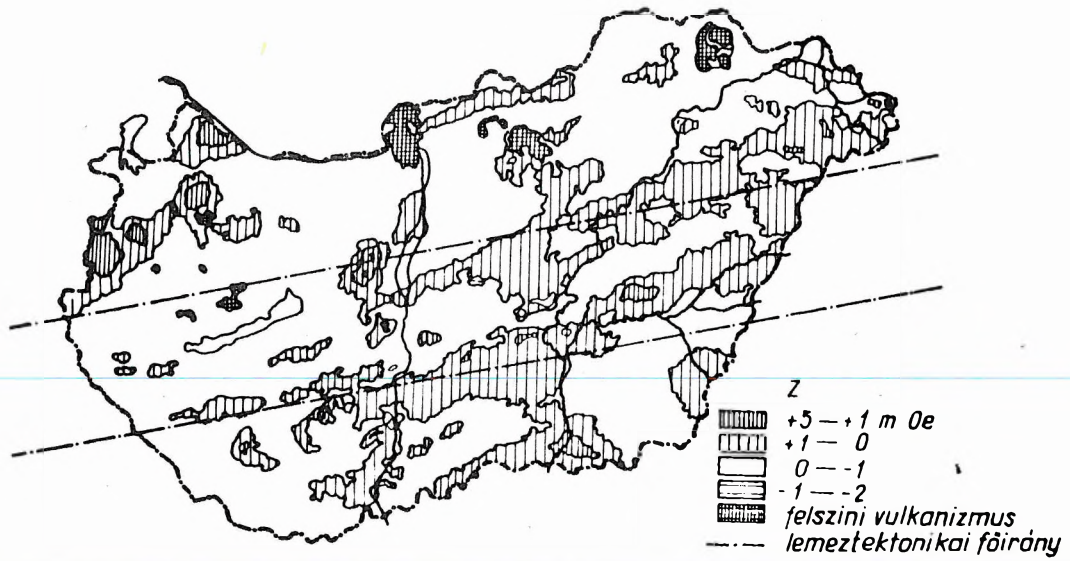 Z
+5 — +1 m Oe
+1 — 0
0 — -1
-1 — -2
felszini vulkanizmus
lemeztektonikai főirány